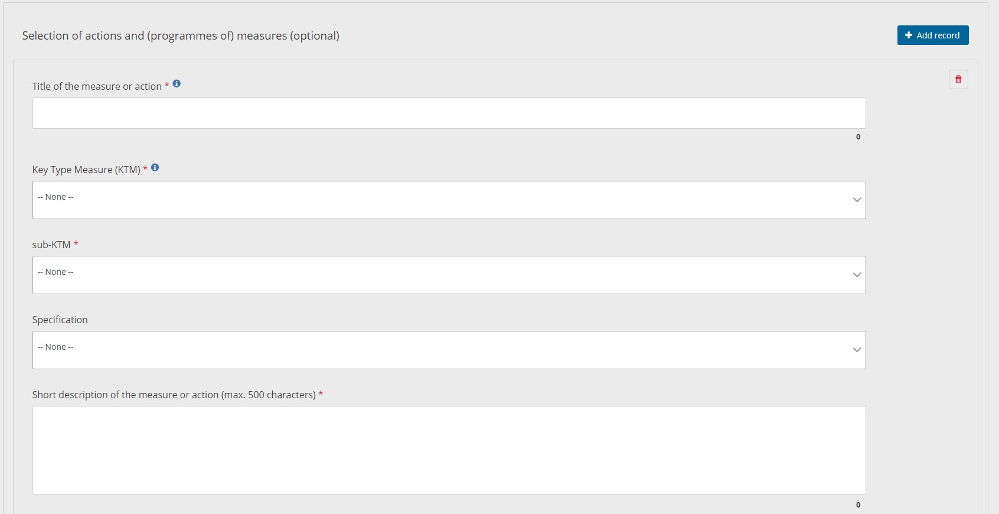 Selection of actions and (programmes of) measures (optional)
Add record
Title of the measure or action *
0
Key Type Measure (KTM) *
-- None --
sub-KTM *
-- None --
Specification
-- None --
Short description of the measure or action (max. 500 characters) *
0